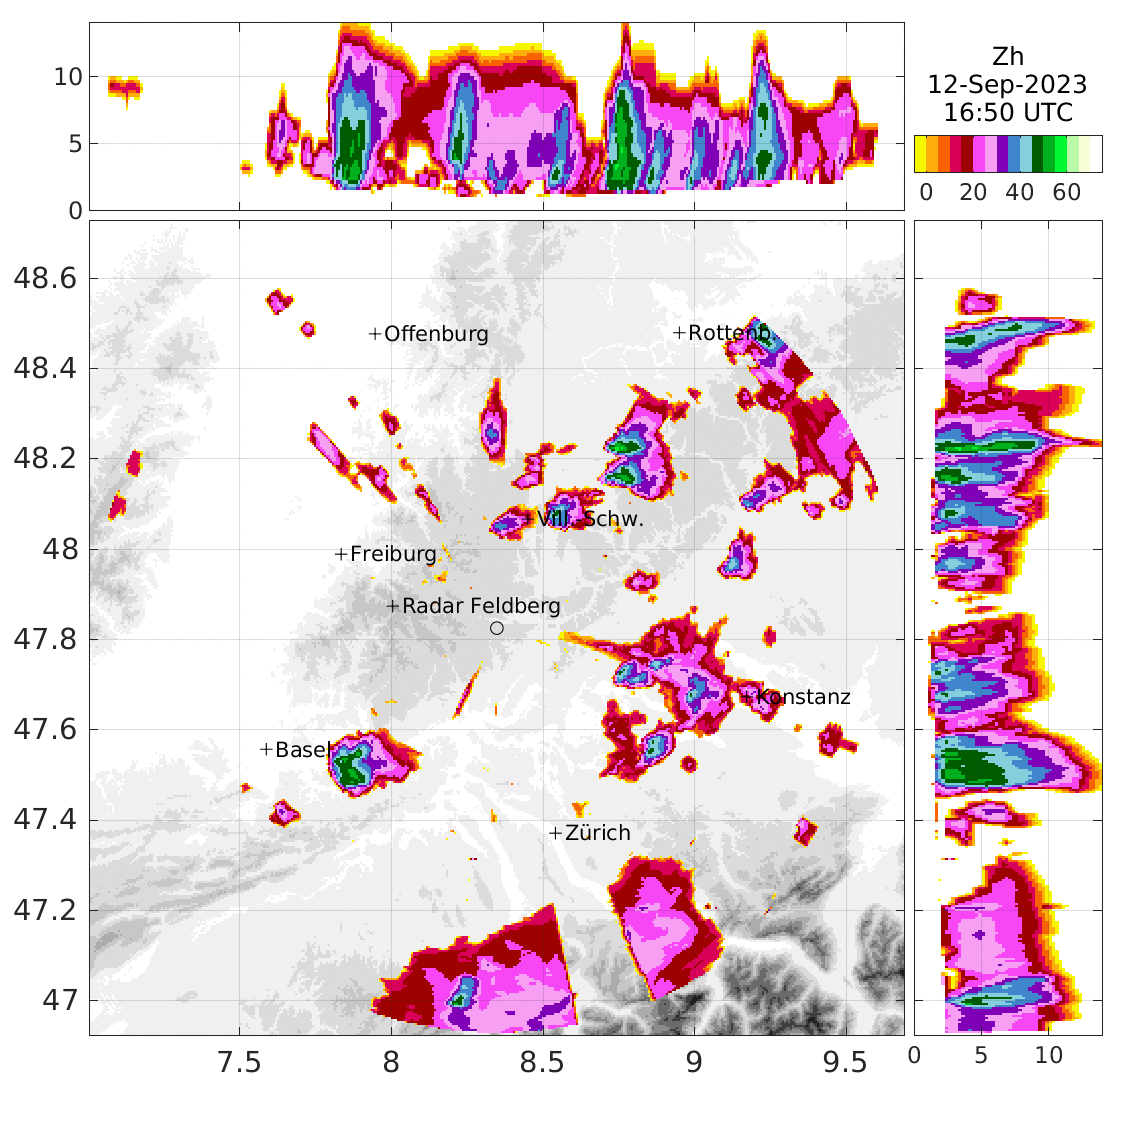 10
5
0
Zh
12-Sep-2023
16:50 UTC
0 20 40 60
48.6
48.4
48.2
48
47.8
47.6
47.4
47.2
47
+Offenburg
+Rottenb.
+Vill.-Schw.
+Freiburg
+Radar Feldberg
+Konstanz
+Basel
+Zürich
7.5 8 8.5 9 9.5
0 5 10